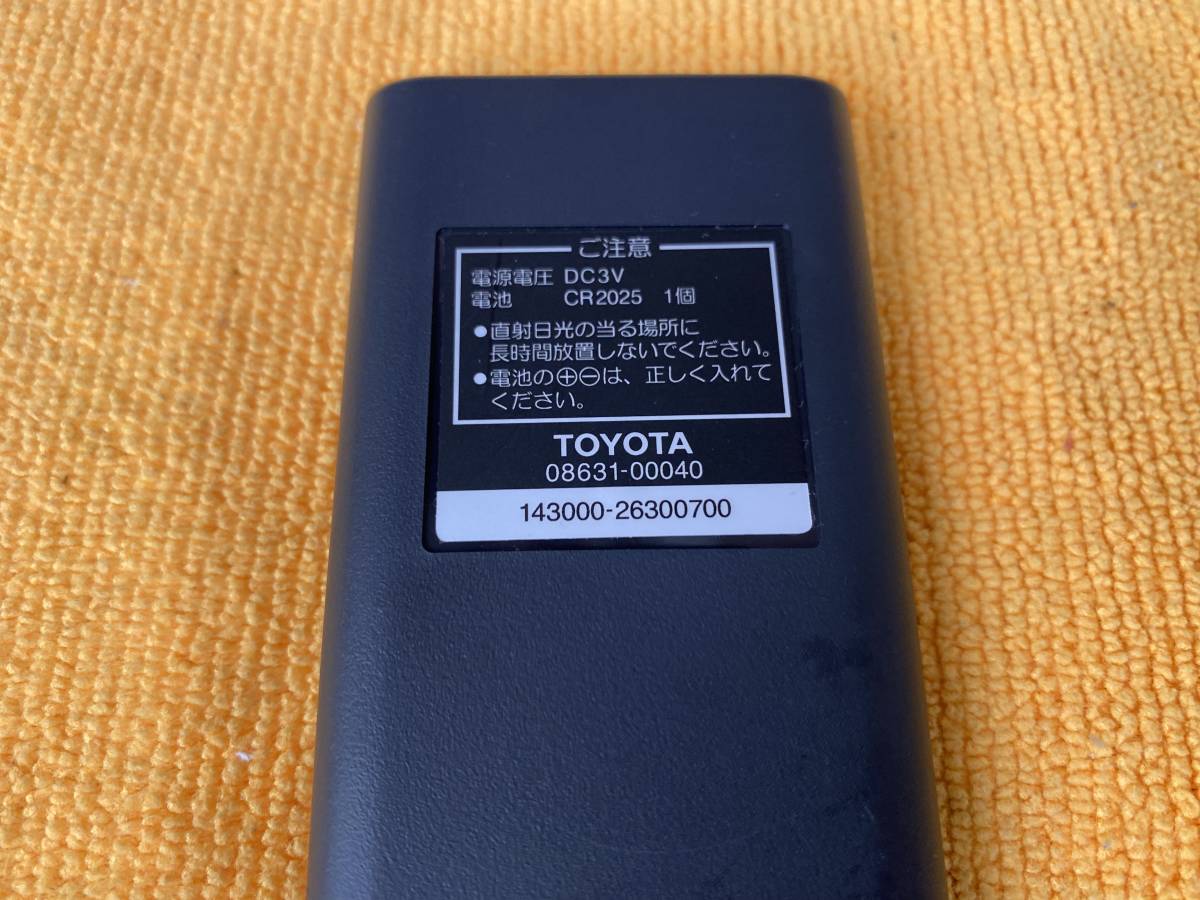 ご注意
電源電圧 DC3V
電池 CR2025 1個
●直射日光の当る場所に
長時間放置しないでください。
●電池の⊕⊖は、正しく入れて
ください。
TOYOTA
08631-00040
143000-26300700